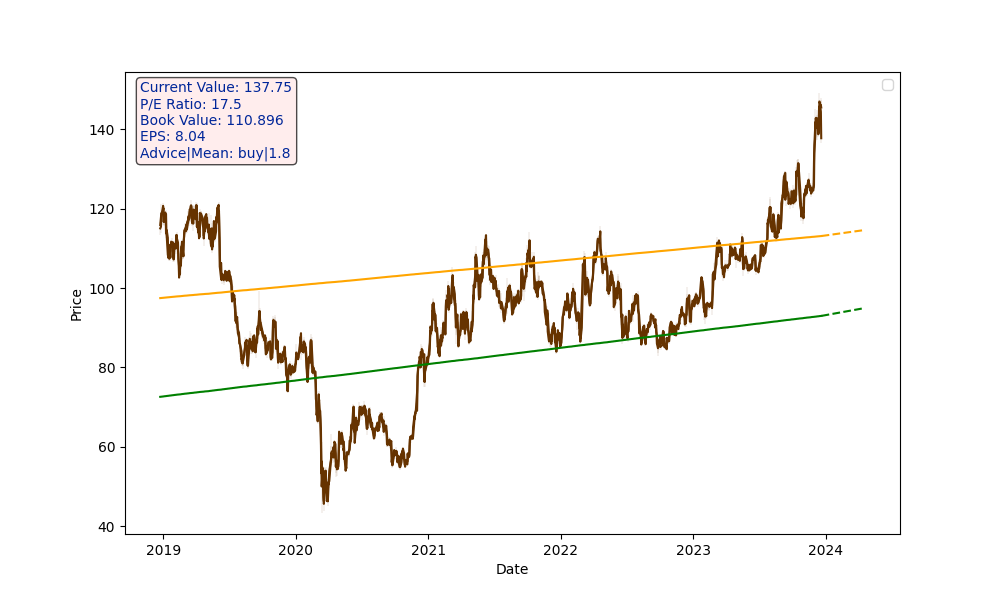 Current Value: 137.75
P/E Ratio: 17.5
Book Value: 110.896
EPS: 8.04
Advice|Mean: buy|1.8
140
120
100
80
60
40
Price
2019 2020 2021 2022 2023 2024
Date